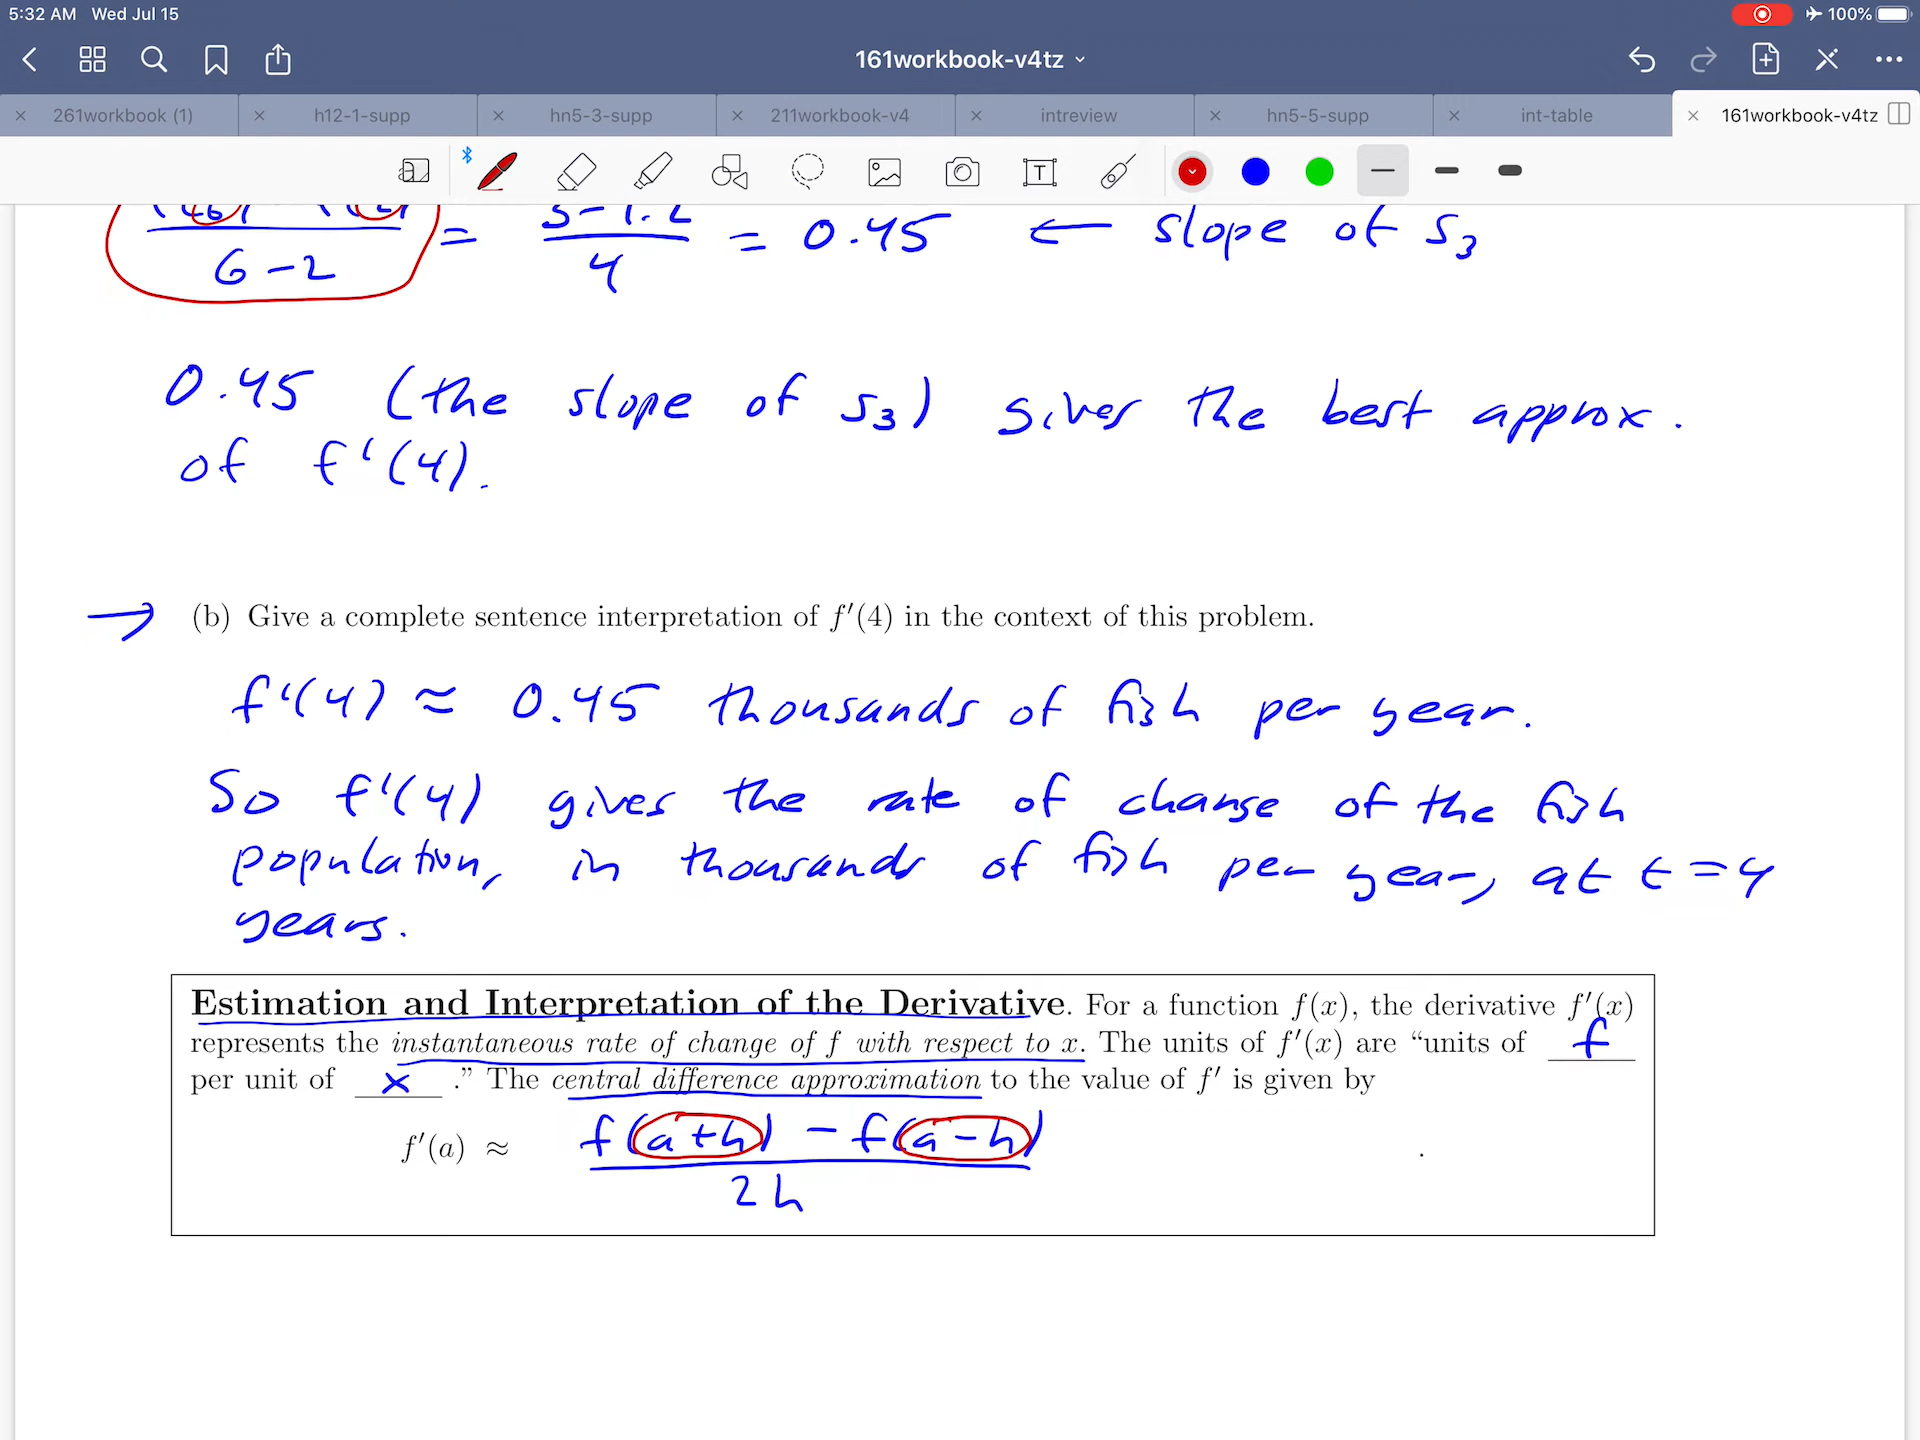 5:32 AM Wed Jul 15 100%
161workbook-v4tz
261workbook (1) h12-1-supp hn5-3-supp 211workbook-v4 intreview hn5-5-supp int-table 161workbook-v4tz
6 - 2 = 4 = 0.45 ← slope of s₃
0.45 (the slope of s₃) gives the best approx.
of f'(4).
→ (b) Give a complete sentence interpretation of f′(4) in the context of this problem.
f'(4) ≈ 0.45 thousands of fish per year.
So f'(4) gives the rate of change of the fish
population, in thousands of fish per year, at t = 4
years.
Estimation and Interpretation of the Derivative. For a function f(x), the derivative f′(x)
represents the instantaneous rate of change of f with respect to x. The units of f′(x) are “units of f
per unit of x .” The central difference approximation to the value of f′ is given by
f′(a) ≈ f(a+h) - f(a-h) .
2h